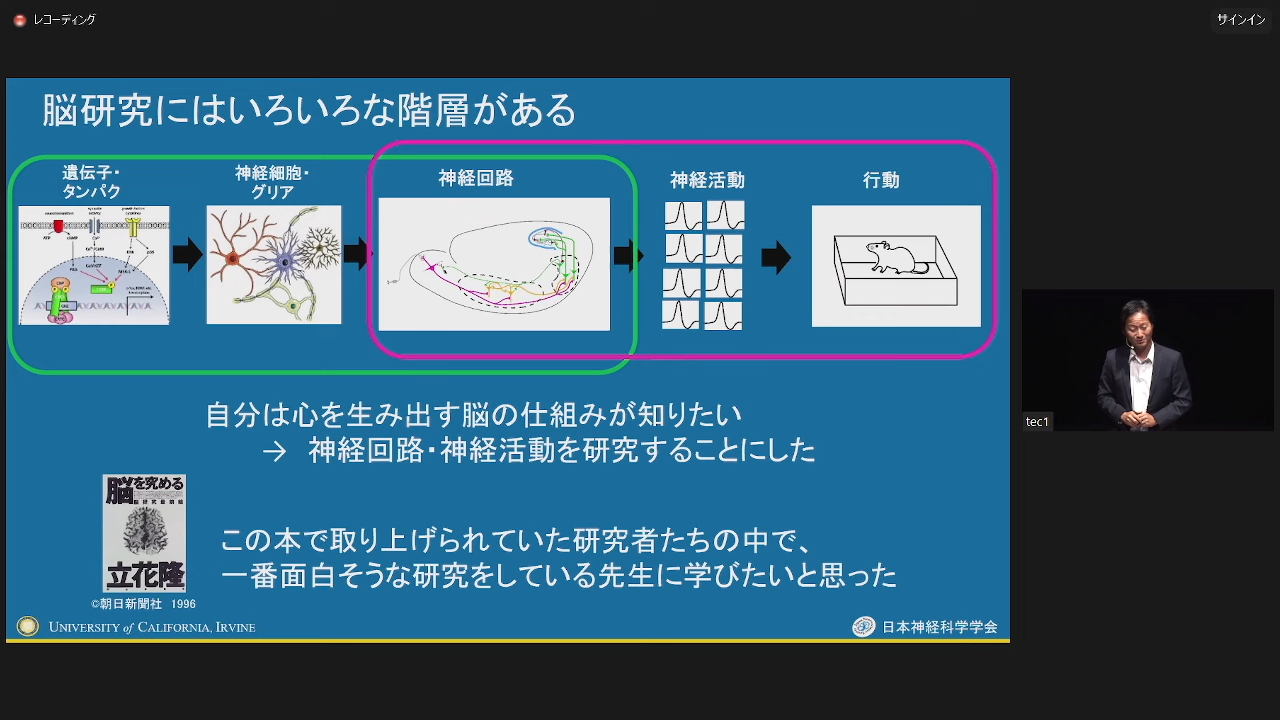 レコーディング
サインイン
脳研究にはいろいろな階層がある
遺伝子・
タンパク
神経細胞・
グリア
神経回路
神経活動
行動
自分は心を生み出す脳の仕組みが知りたい
→ 神経回路・神経活動を研究することにした
脳を究める
立花隆
©朝日新聞社 1996
この本で取り上げられていた研究者たちの中で、
一番面白そうな研究をしている先生に学びたいと思った
UNIVERSITY of CALIFORNIA, IRVINE
日本神経科学学会
tec1